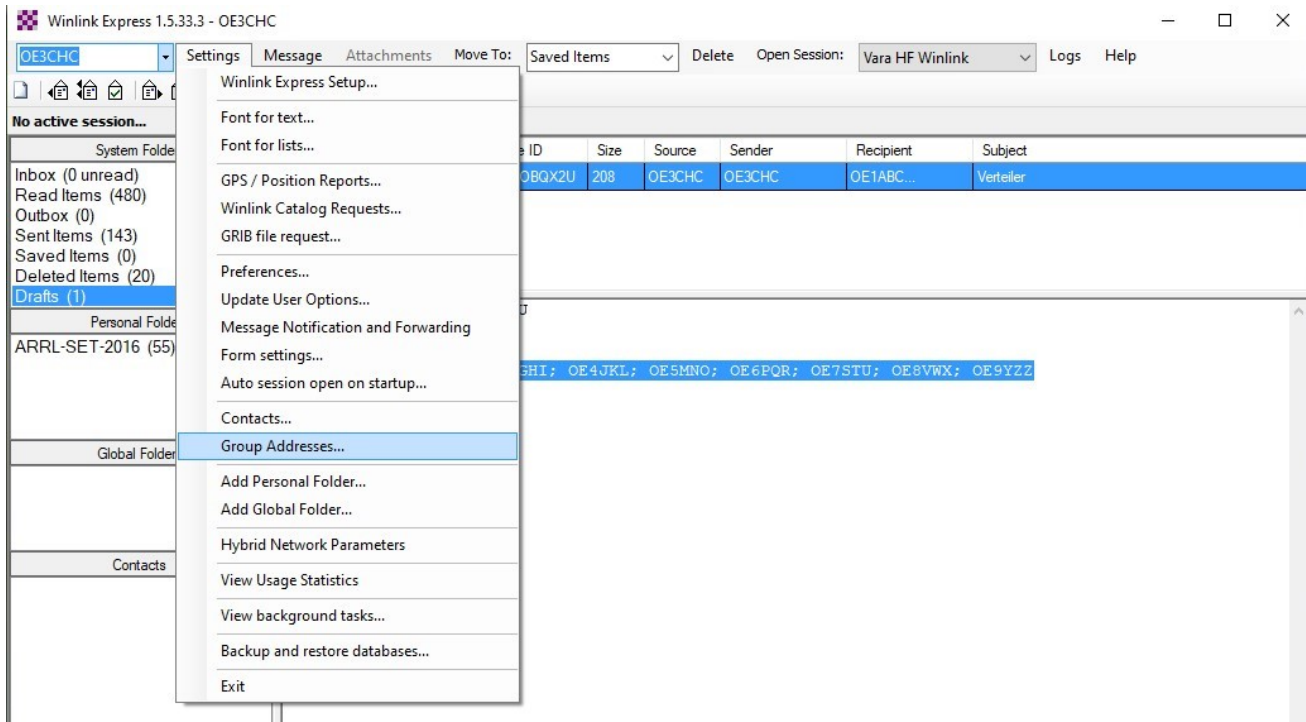 Winlink Express 1.5.33.3 - OE3CHC
OE3CHC Settings Message Attachments Move To: Saved Items Delete Open Session: Vara HF Winlink Logs Help
No active session...
System Folde
Inbox (0 unread)
Read Items (480)
Outbox (0)
Sent Items (143)
Saved Items (0)
Deleted Items (20)
Drafts (1)
Personal Folde
ARRL-SET-2016 (55)
Global Folder
Contacts
Winlink Express Setup...
Font for text...
Font for lists...
GPS / Position Reports...
Winlink Catalog Requests...
GRIB file request...
Preferences...
Update User Options...
Message Notification and Forwarding
Form settings...
Auto session open on startup...
Contacts...
Group Addresses...
Add Personal Folder...
Add Global Folder...
Hybrid Network Parameters
View Usage Statistics
View background tasks...
Backup and restore databases...
Exit
ID Size Source Sender Recipient Subject
OBQX2U 208 OE3CHC OE3CHC OE1ABC... Verteiler
U
GHI; OE4JKL; OE5MNO; OE6PQR; OE7STU; OE8VWX; OE9YZZ